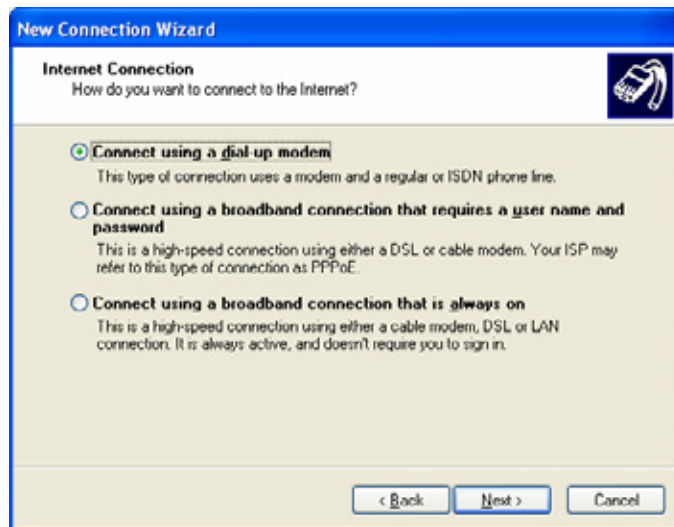 New Connection Wizard
Internet Connection
How do you want to connect to the Internet?
Connect using a dial-up modem
This type of connection uses a modem and a regular or ISDN phone line.
Connect using a broadband connection that requires a user name and
password
This is a high-speed connection using either a DSL or cable modem. Your ISP may
refer to this type of connection as PPPoE.
Connect using a broadband connection that is always on
This is a high-speed connection using either a cable modem, DSL or LAN
connection. It is always active, and doesn't require you to sign in.
< Back Next > Cancel